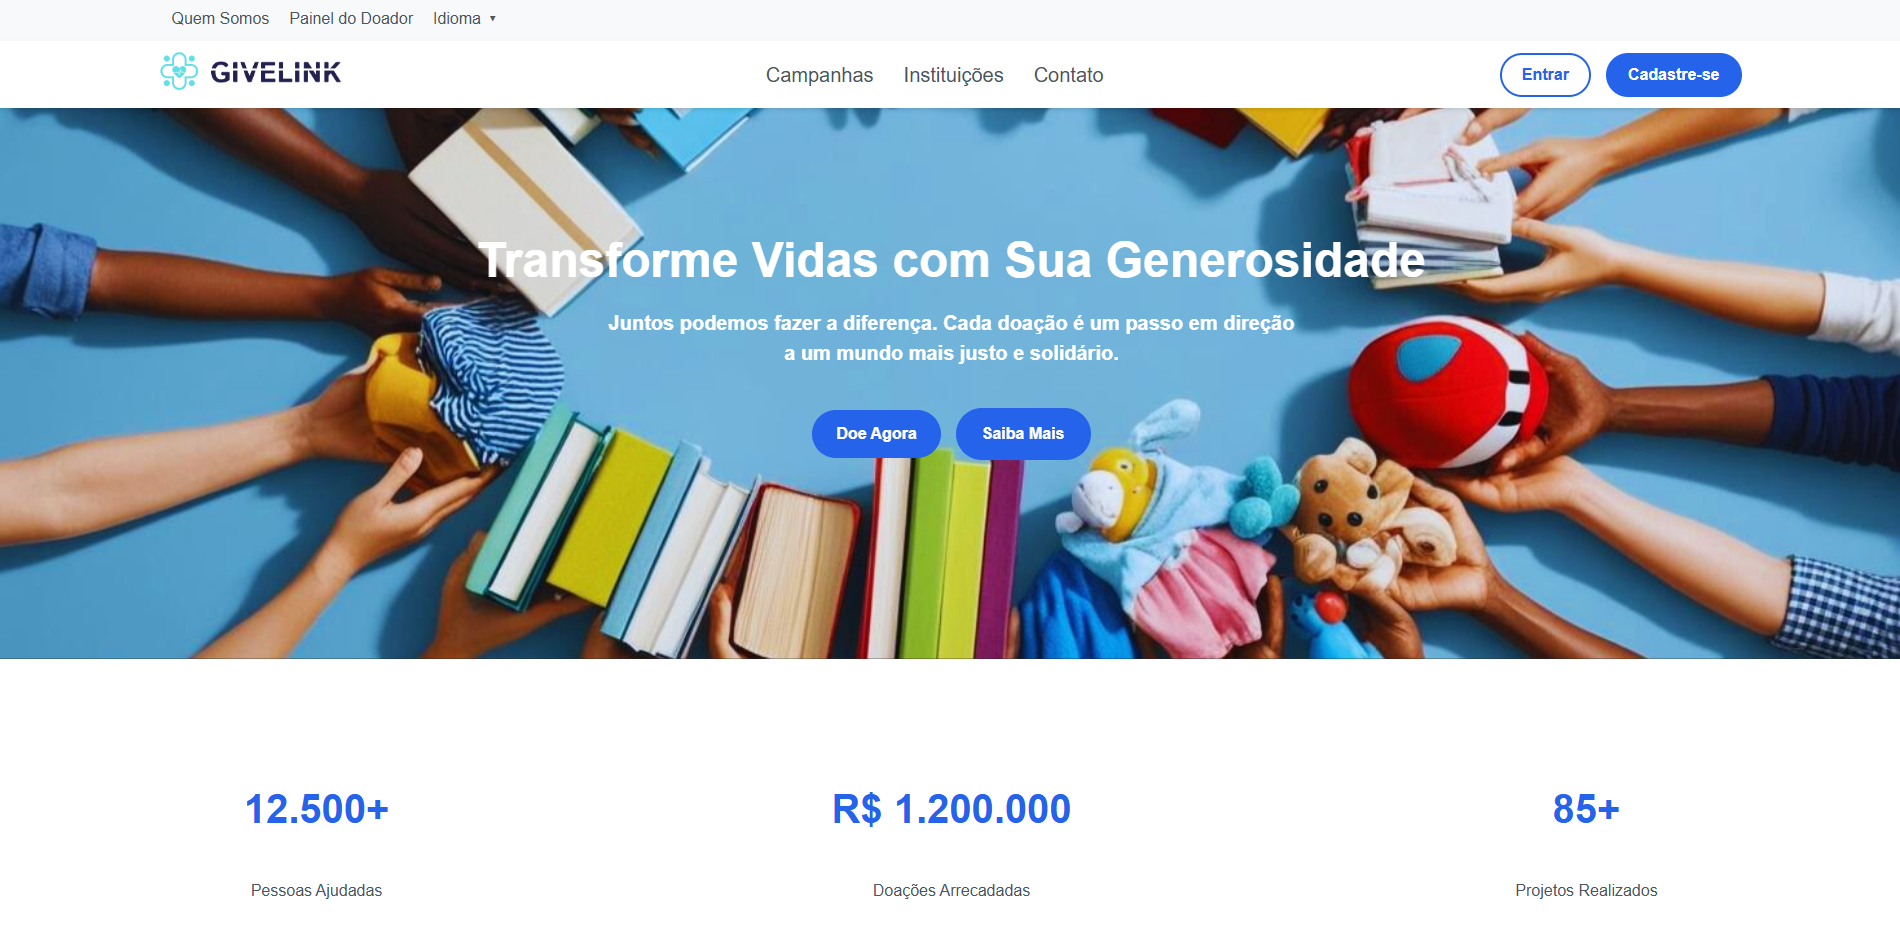 Quem Somos Painel do Doador Idioma ▼
GIVELINK Campanhas Instituições Contato Entrar Cadastre-se
Transforme Vidas com Sua Generosidade
Juntos podemos fazer a diferença. Cada doação é um passo em direção
a um mundo mais justo e solidário.
Doe Agora Saiba Mais
12.500+ R$ 1.200.000 85+
Pessoas Ajudadas Doações Arrecadadas Projetos Realizados